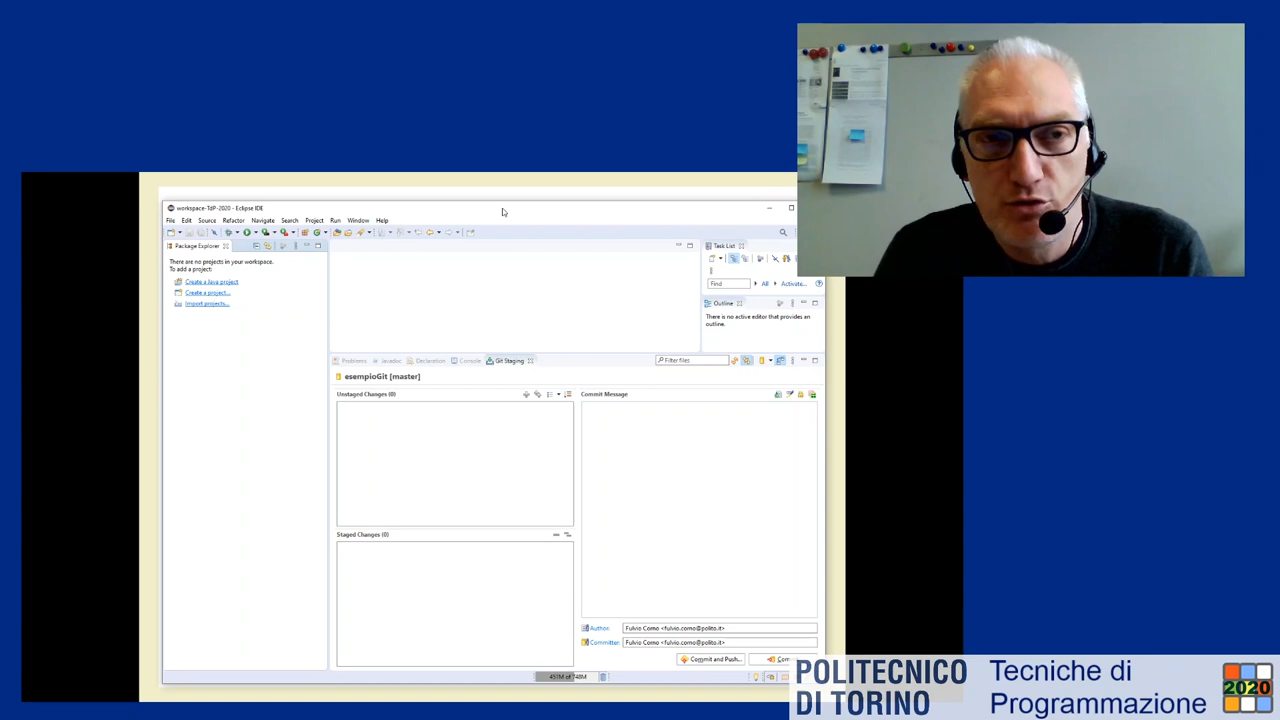 workspace-TdP-2020 - Eclipse IDE
File Edit Source Refactor Navigate Search Project Run Window Help
Package Explorer
There are no projects in your workspace.
To add a project:
Create a Java project
Create a project...
Import projects...
Task List
Find
All
Activate...
Outline
There is no active editor that provides an
outline.
Problems Javadoc Declaration Console Git Staging
Filter files
esempioGit [master]
Unstaged Changes (0)
Commit Message
Staged Changes (0)
Author: Fulvio Corno <fulvio.corno@polito.it>
Committer: Fulvio Corno <fulvio.corno@polito.it>
Commit and Push...
451M of 748M
POLITECNICO
DI TORINO
Tecniche di
Programmazione
2020